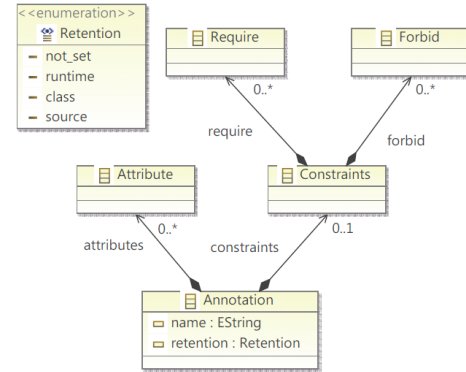 <<enumeration>>
Retention
not_set
runtime
class
source
Require
Forbid
0..*
0..*
require
forbid
Attribute
Constraints
0..*
0..1
attributes
constraints
Annotation
name : EString
retention : Retention